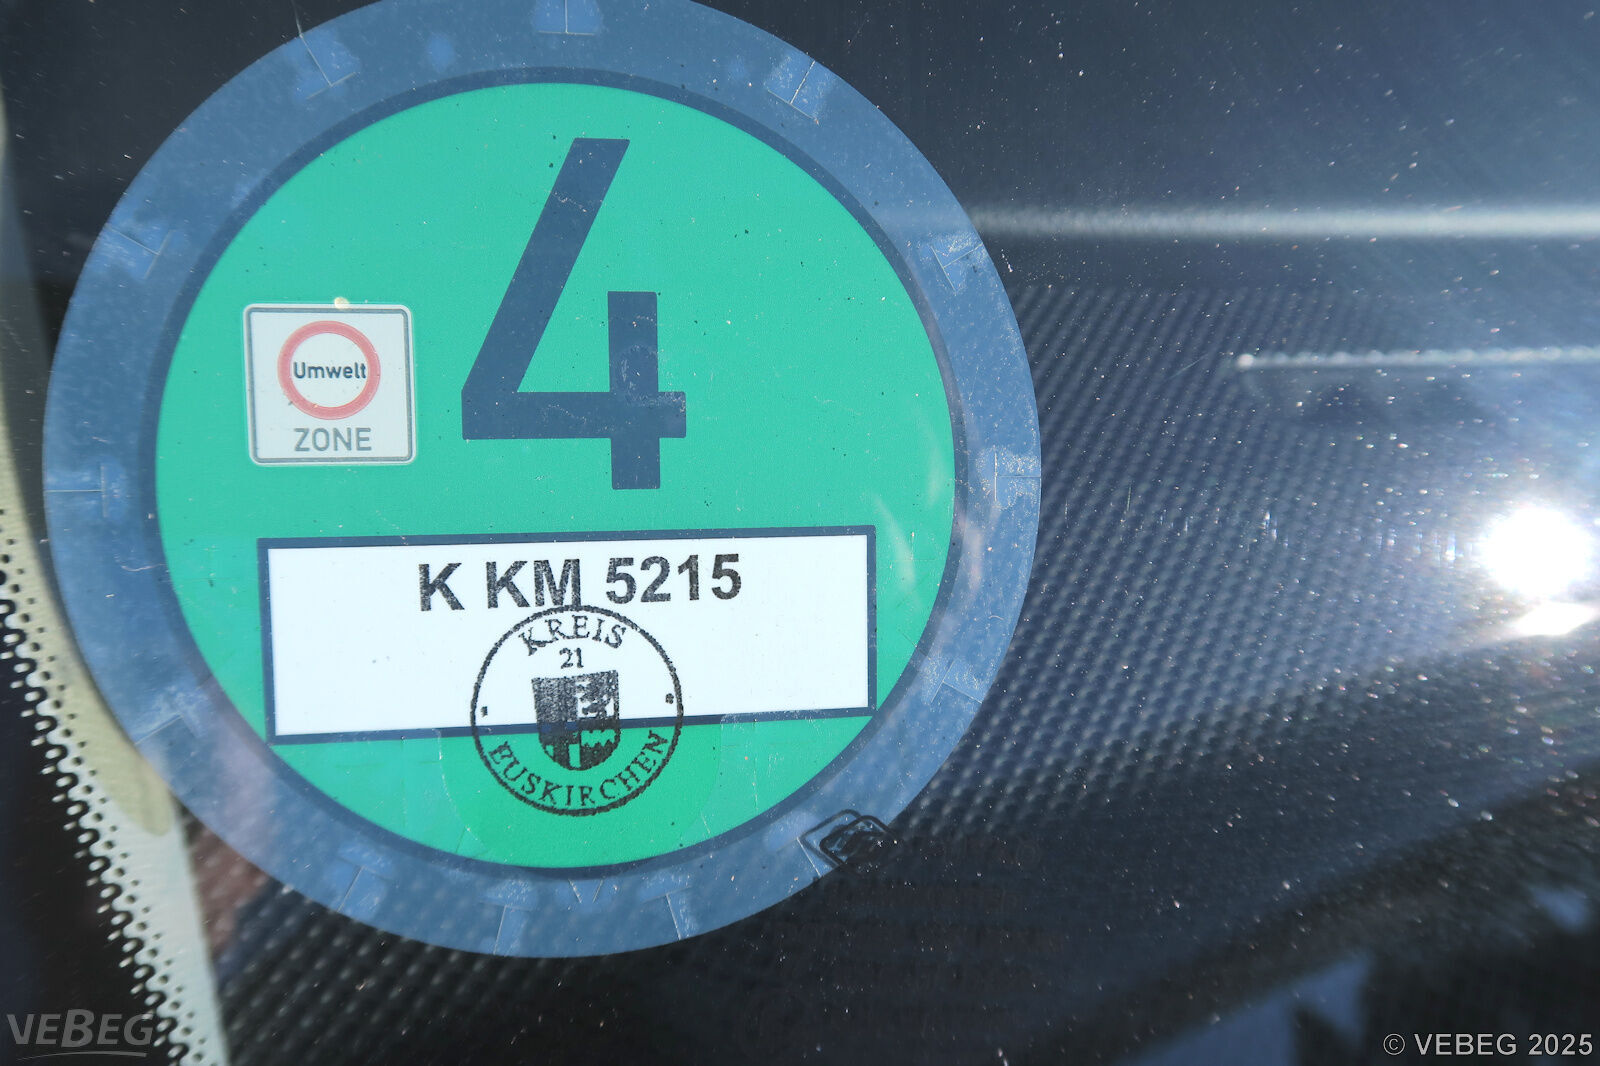 4
Umwelt
ZONE
K KM 5215
KREIS
21
EUSKIRCHEN
VEBEG
© VEBEG 2025